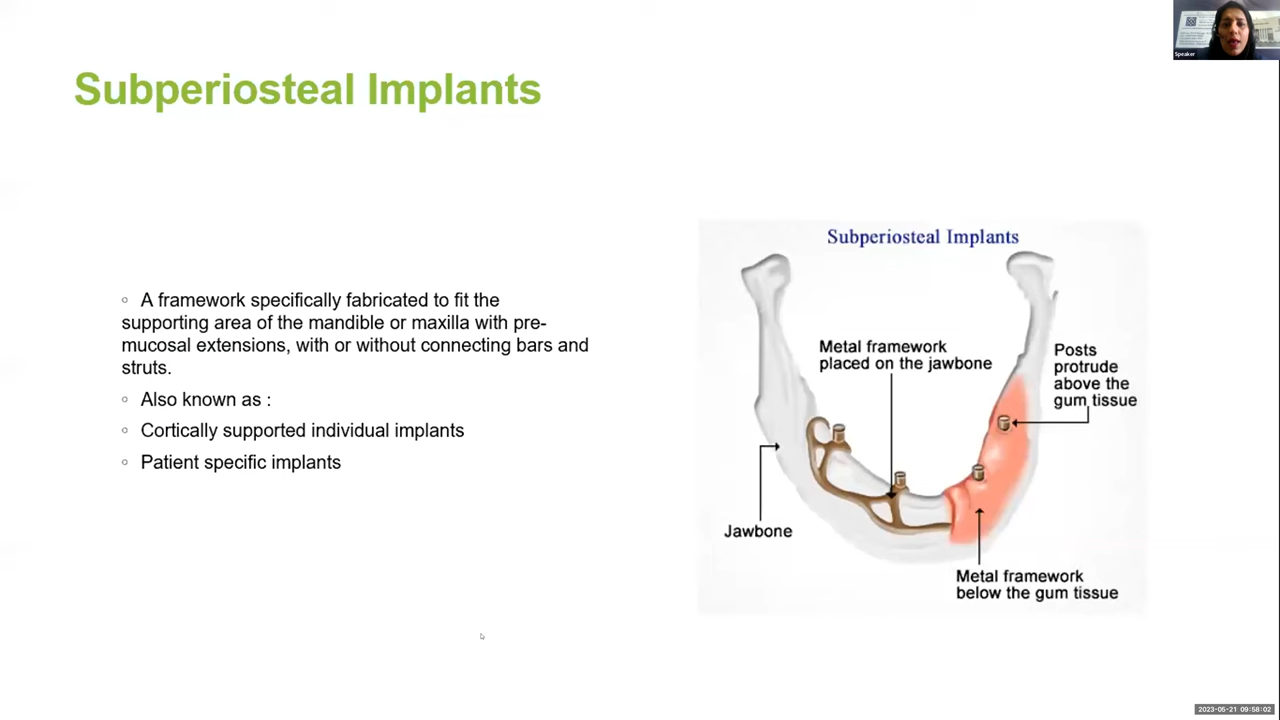 Speaker
Subperiosteal Implants
◦ A framework specifically fabricated to fit the
supporting area of the mandible or maxilla with pre-
mucosal extensions, with or without connecting bars and
struts.
◦ Also known as :
◦ Cortically supported individual implants
◦ Patient specific implants
Subperiosteal Implants
Metal framework
placed on the jawbone
Posts
protrude
above the
gum tissue
Jawbone
Metal framework
below the gum tissue
2023-05-21 09:58:02